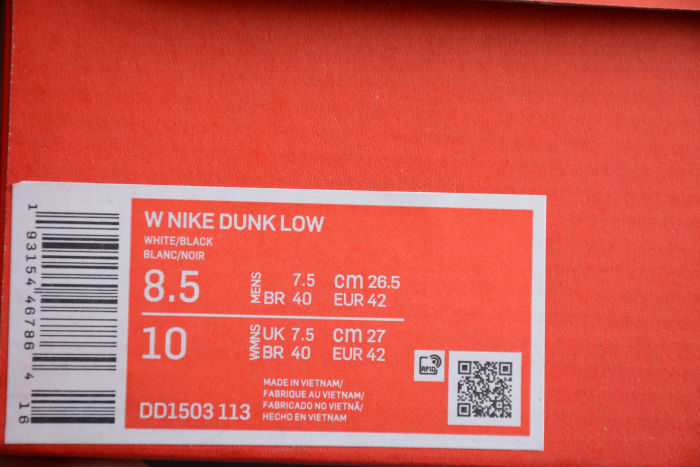 W NIKE DUNK LOW
WHITE/BLACK
BLANC/NOIR
8.5 MENS 7.5 cm 26.5
BR 40 EUR 42
10 WMNS UK 7.5 cm 27
BR 40 EUR 42
RFID
MADE IN VIETNAM/
FABRIQUE AU VIETNAM/
FABRICADO NO VIETNÃ/
HECHO EN VIETNAM
DD1503 113
1 93154 46786 4 16